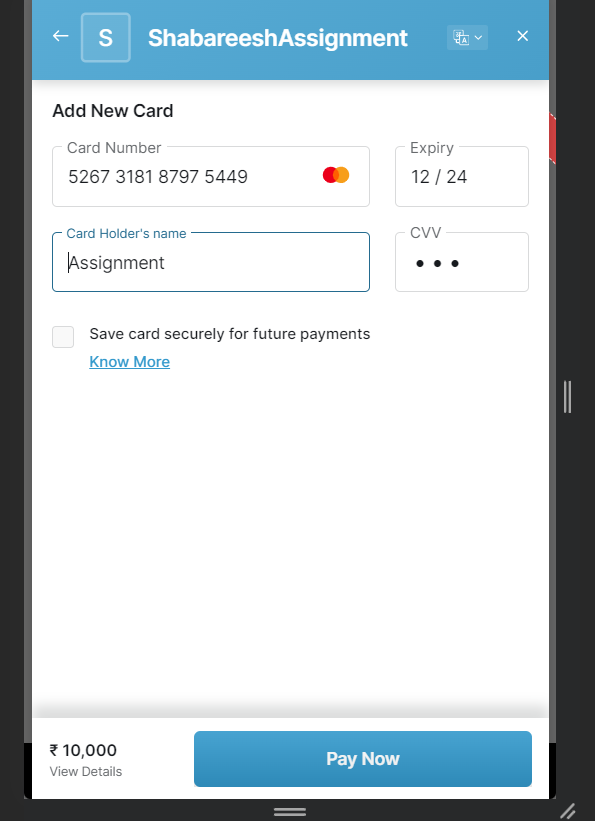 S ShabareeshAssignment
Add New Card
Card Number
5267 3181 8797 5449
Expiry
12 / 24
Card Holder's name
Assignment
CVV
•••
Save card securely for future payments
Know More
₹ 10,000
View Details
Pay Now